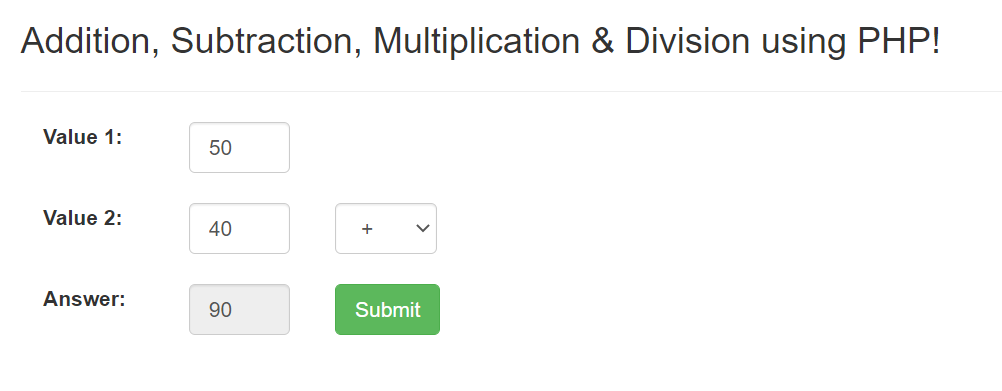 Addition, Subtraction, Multiplication & Division using PHP!
Value 1: 50
Value 2: 40 +
Answer: 90 Submit